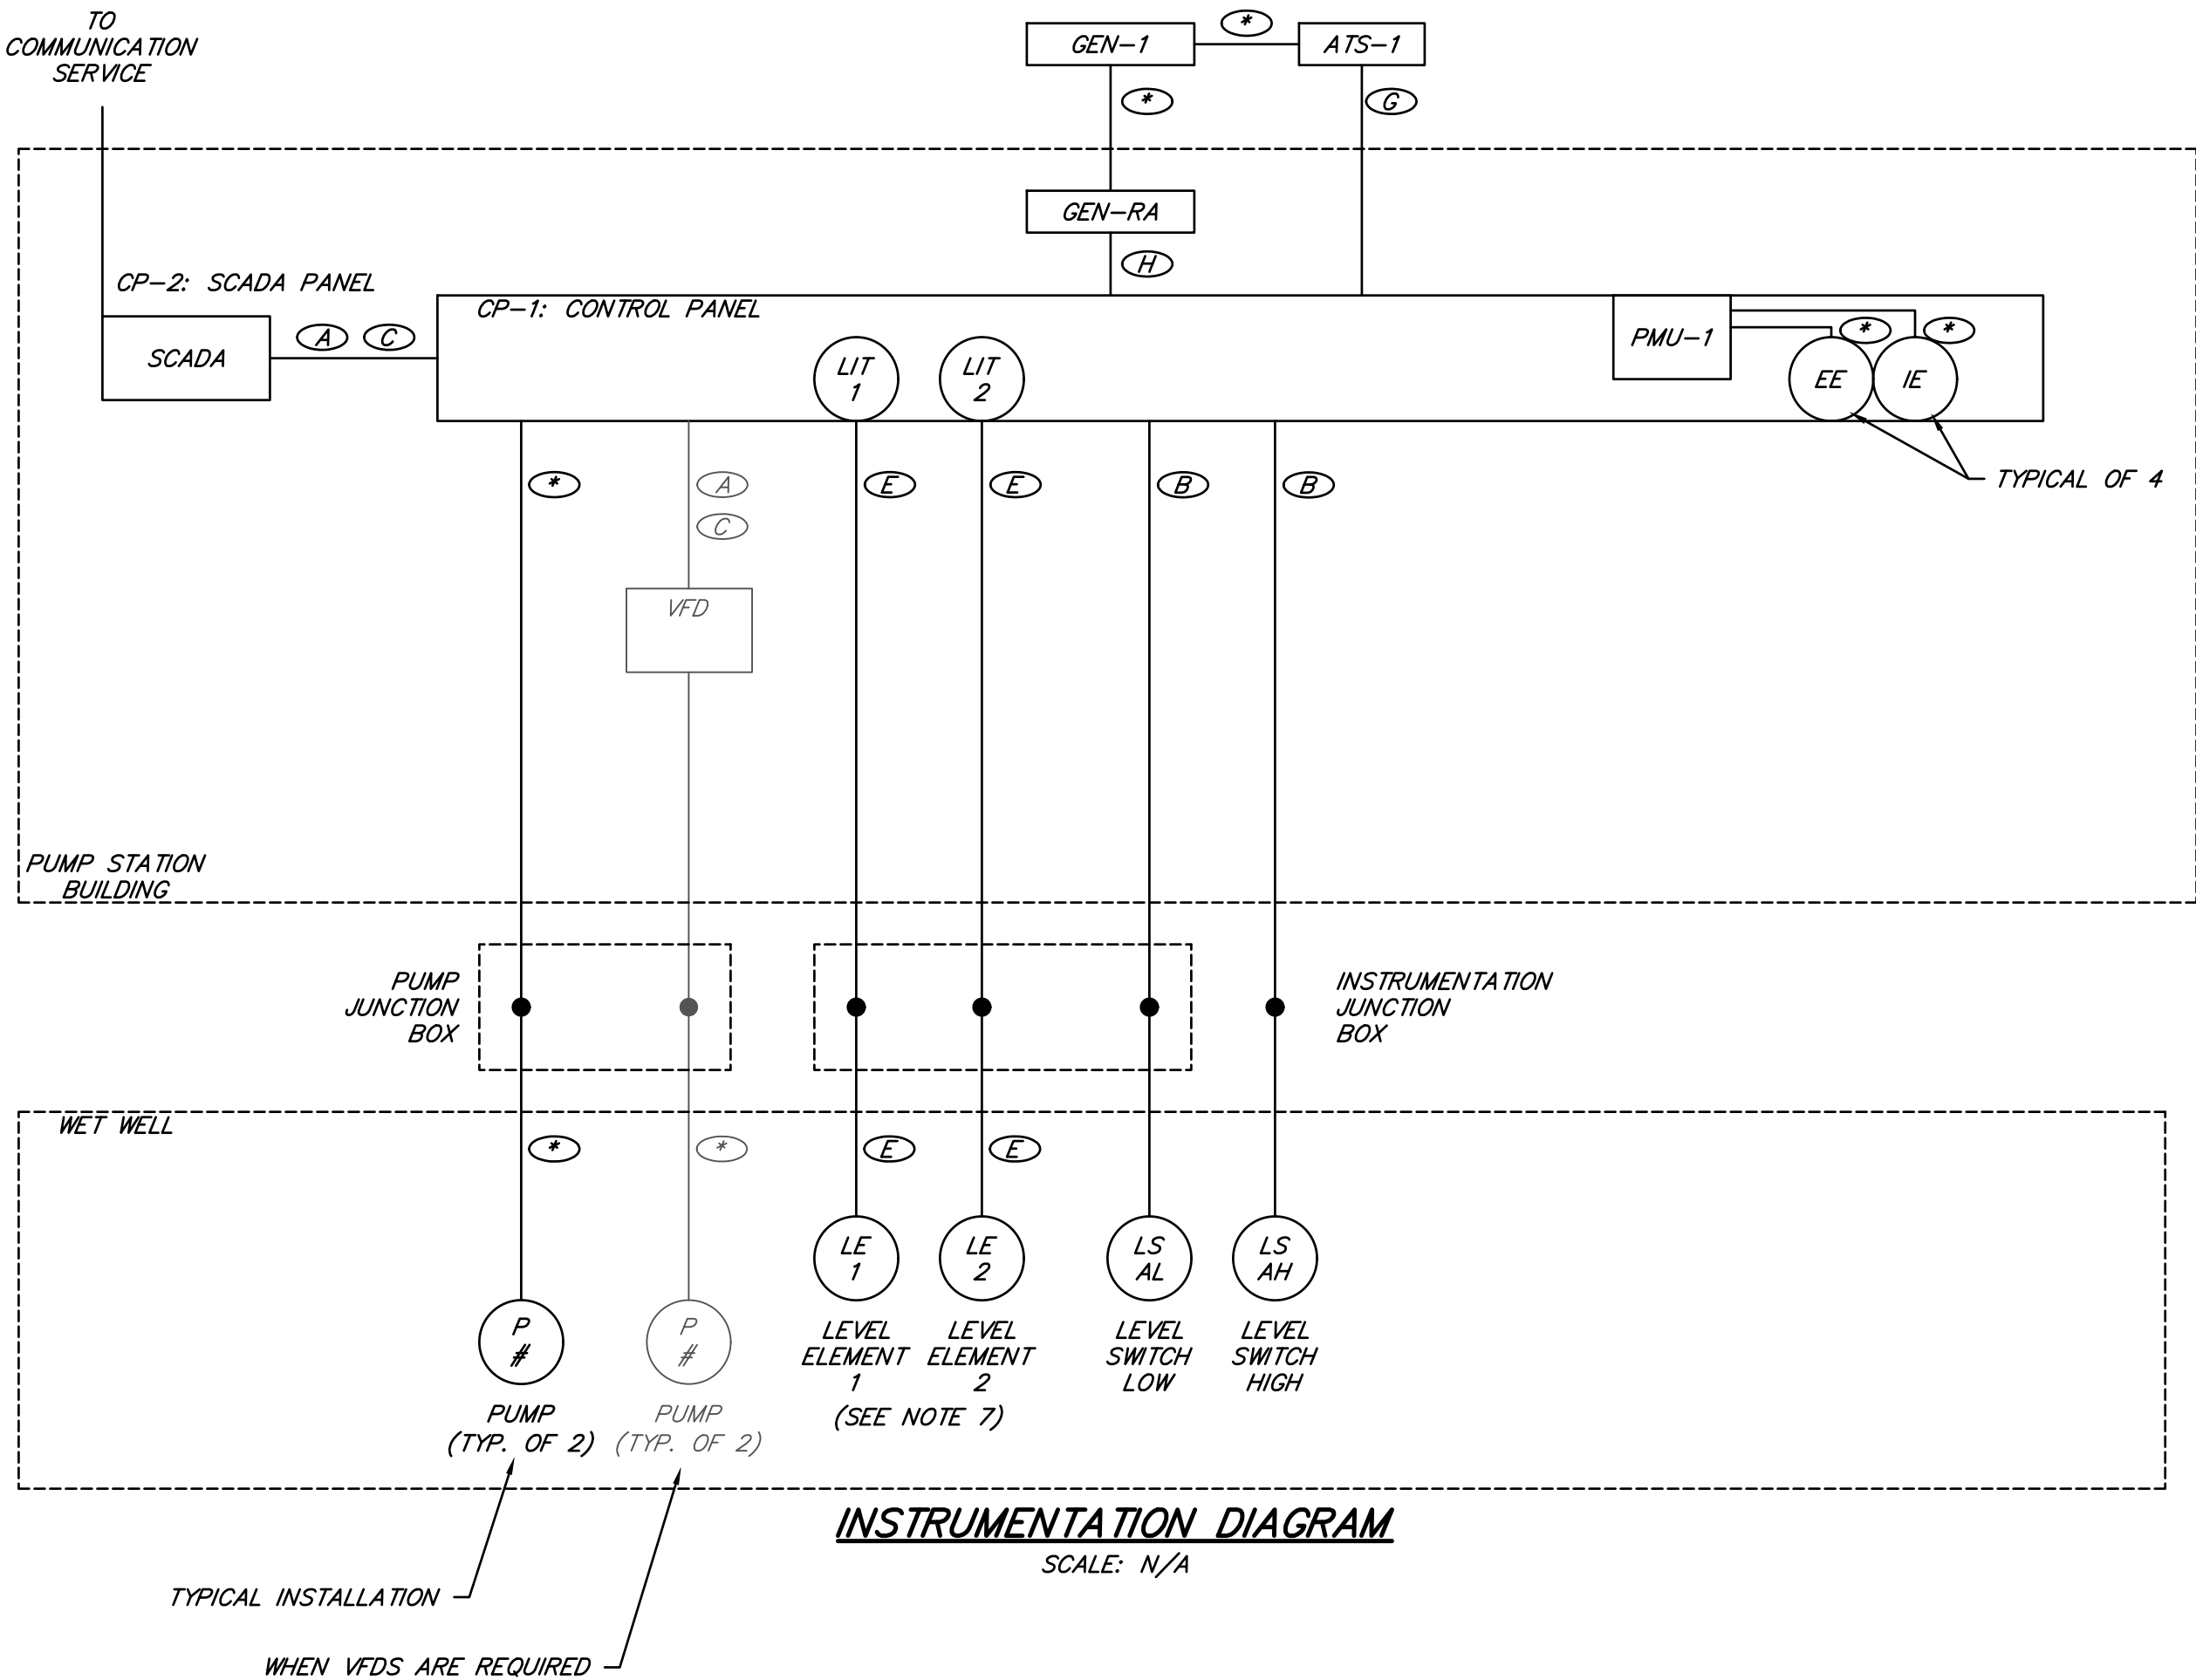 TO
COMMUNICATION
SERVICE
GEN-1
*
ATS-1
*
G
GEN-RA
H
CP-2: SCADA PANEL
SCADA
A
C
CP-1: CONTROL PANEL
LIT
1
LIT
2
PMU-1
*
*
EE
IE
TYPICAL OF 4
*
A
C
E
E
B
B
VFD
PUMP STATION
BUILDING
PUMP
JUNCTION
BOX
INSTRUMENTATION
JUNCTION
BOX
WET WELL
*
*
E
E
LE
1
LE
2
LS
AL
LS
AH
P
#
P
#
LEVEL
ELEMENT
1
LEVEL
ELEMENT
2
(SEE NOTE 7)
LEVEL
SWITCH
LOW
LEVEL
SWITCH
HIGH
PUMP
(TYP. OF 2)
PUMP
(TYP. OF 2)
INSTRUMENTATION DIAGRAM
SCALE: N/A
TYPICAL INSTALLATION
WHEN VFDS ARE REQUIRED